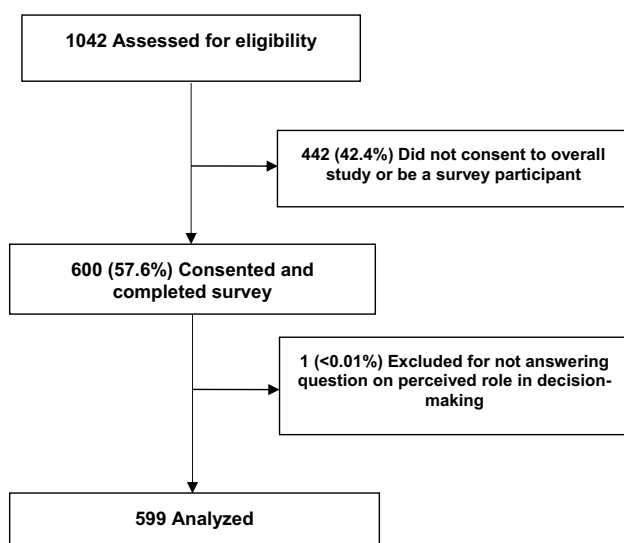 1042 Assessed for eligibility
442 (42.4%) Did not consent to overall
study or be a survey participant
600 (57.6%) Consented and
completed survey
1 (<0.01%) Excluded for not answering
question on perceived role in decision-
making
599 Analyzed